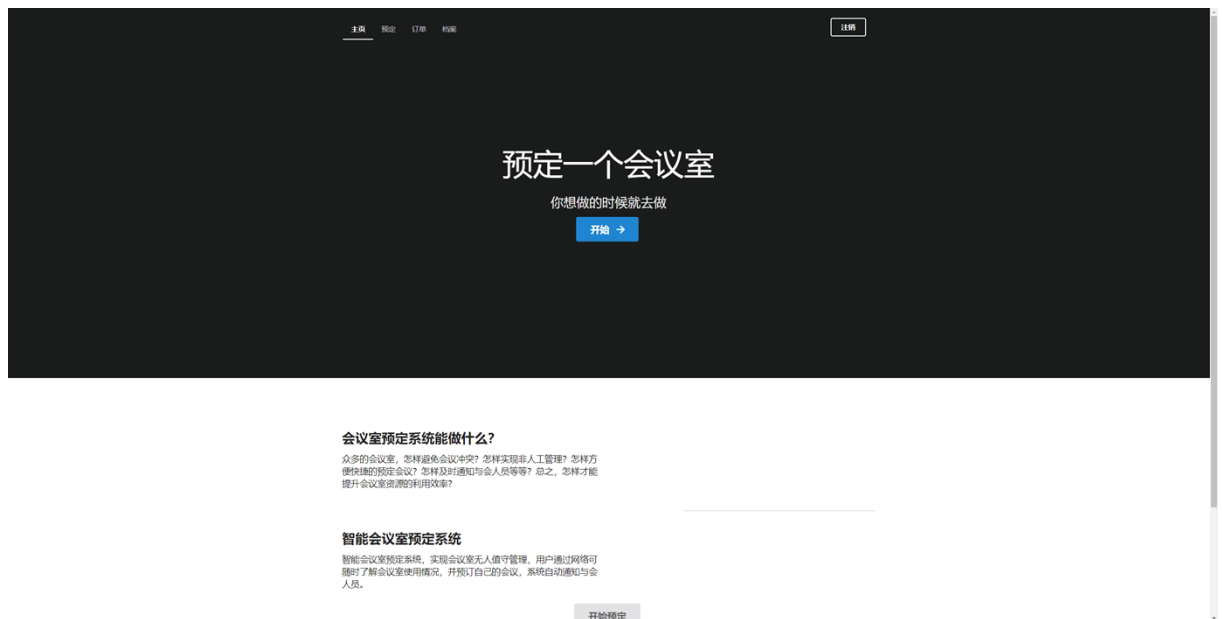 主页 预定 订单 档案 注销
预定一个会议室
你想做的时候就去做
开始
会议室预定系统能做什么?
众多的会议室，怎样避免会议冲突? 怎样实现非人工管理? 怎样方
便快捷的预定会议? 怎样及时通知与会人员等等? 总之，怎样才能
提升会议室资源的利用效率?
智能会议室预定系统
智能会议室预定系统，实现会议室无人值守管理，用户通过网络可
随时了解会议室使用情况，并预订自己的会议，系统自动通知与会
人员。
开始预定